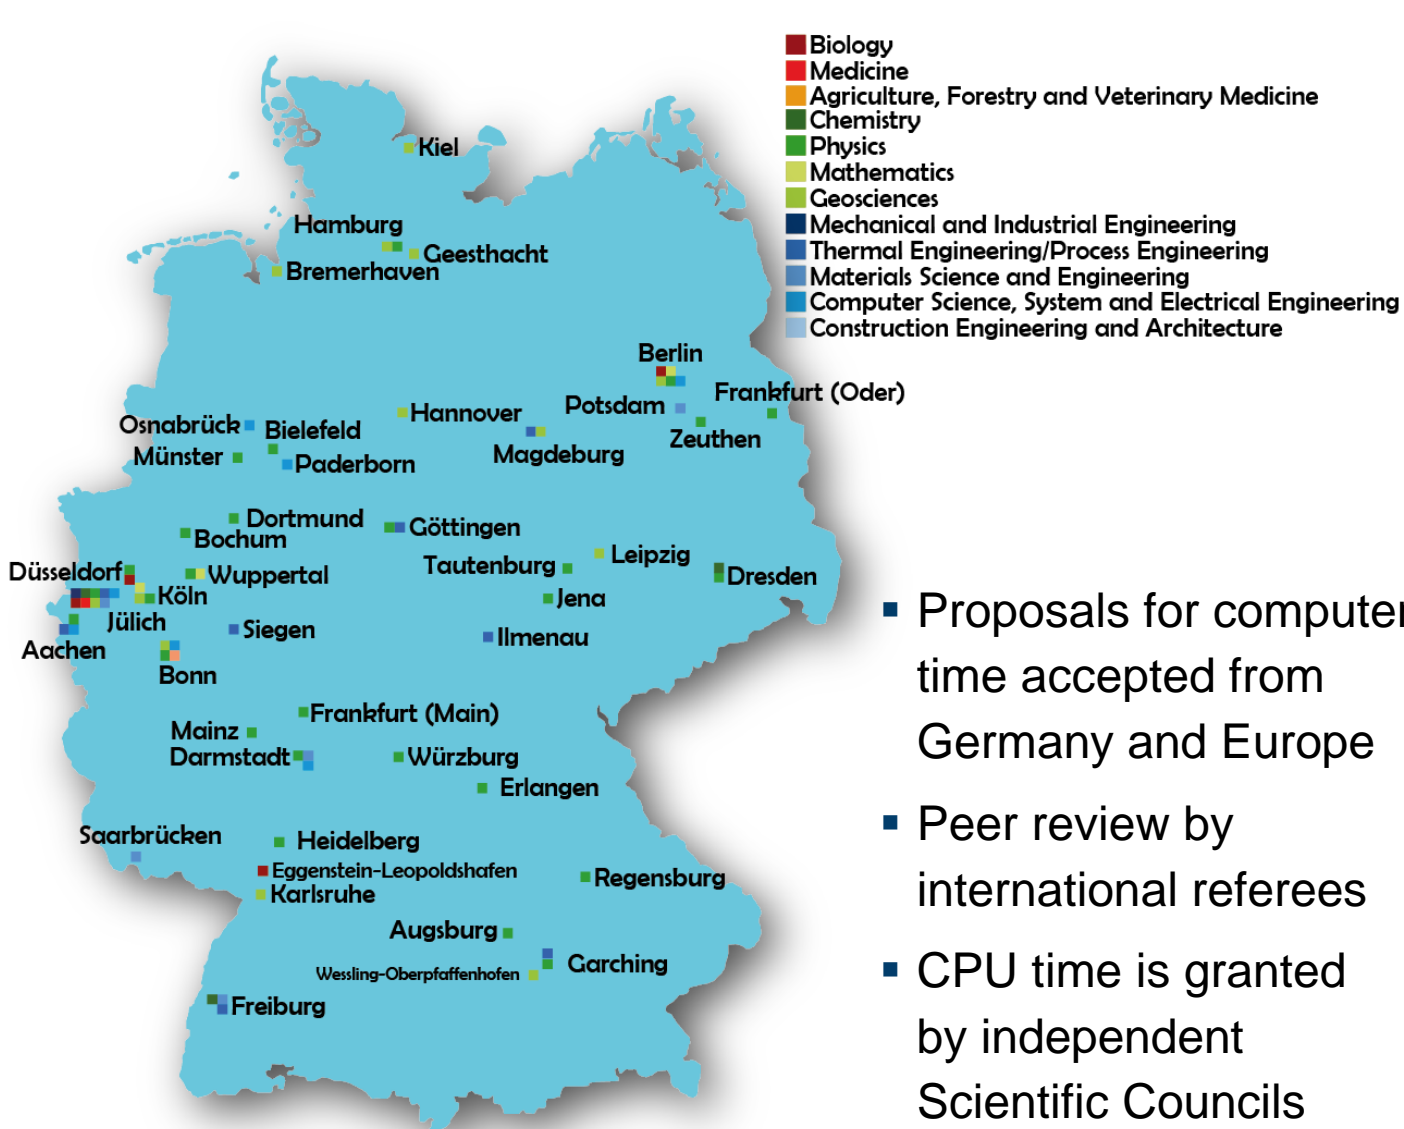 Biology
Medicine
Agriculture, Forestry and Veterinary Medicine
Chemistry
Physics
Mathematics
Geosciences
Mechanical and Industrial Engineering
Thermal Engineering/Process Engineering
Materials Science and Engineering
Computer Science, System and Electrical Engineering
Construction Engineering and Architecture
Kiel
Hamburg
Geesthacht
Bremerhaven
Berlin
Frankfurt (Oder)
Potsdam
Hannover
Osnabrück
Bielefeld
Zeuthen
Magdeburg
Münster
Paderborn
Dortmund
Göttingen
Bochum
Leipzig
Tautenburg
Düsseldorf
Wuppertal
Dresden
Köln
Jena
Jülich
Siegen
Ilmenau
Aachen
Bonn
Frankfurt (Main)
Mainz
Darmstadt
Würzburg
Erlangen
Saarbrücken
Heidelberg
Eggenstein-Leopoldshafen
Regensburg
Karlsruhe
Augsburg
Garching
Wessling-Oberpfaffenhofen
Freiburg
▪ Proposals for computer
time accepted from
Germany and Europe
▪ Peer review by
international referees
▪ CPU time is granted
by independent
Scientific Councils